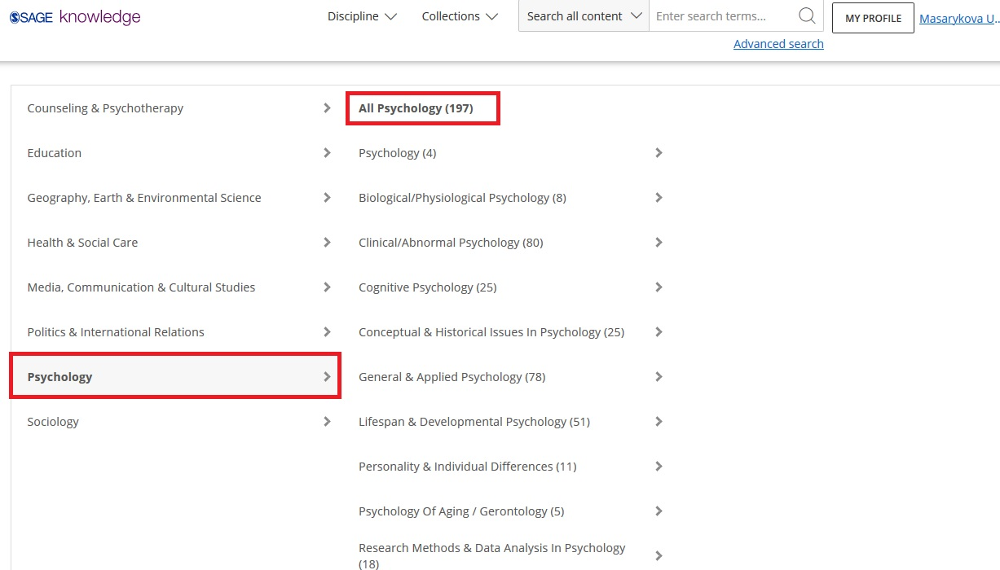 SAGE knowledge
Discipline
Collections
Search all content
Enter search terms...
MY PROFILE
Masarykova U...
Advanced search
Counseling & Psychotherapy
Education
Geography, Earth & Environmental Science
Health & Social Care
Media, Communication & Cultural Studies
Politics & International Relations
Psychology
Sociology
All Psychology (197)
Psychology (4)
Biological/Physiological Psychology (8)
Clinical/Abnormal Psychology (80)
Cognitive Psychology (25)
Conceptual & Historical Issues In Psychology (25)
General & Applied Psychology (78)
Lifespan & Developmental Psychology (51)
Personality & Individual Differences (11)
Psychology Of Aging / Gerontology (5)
Research Methods & Data Analysis In Psychology
(18)